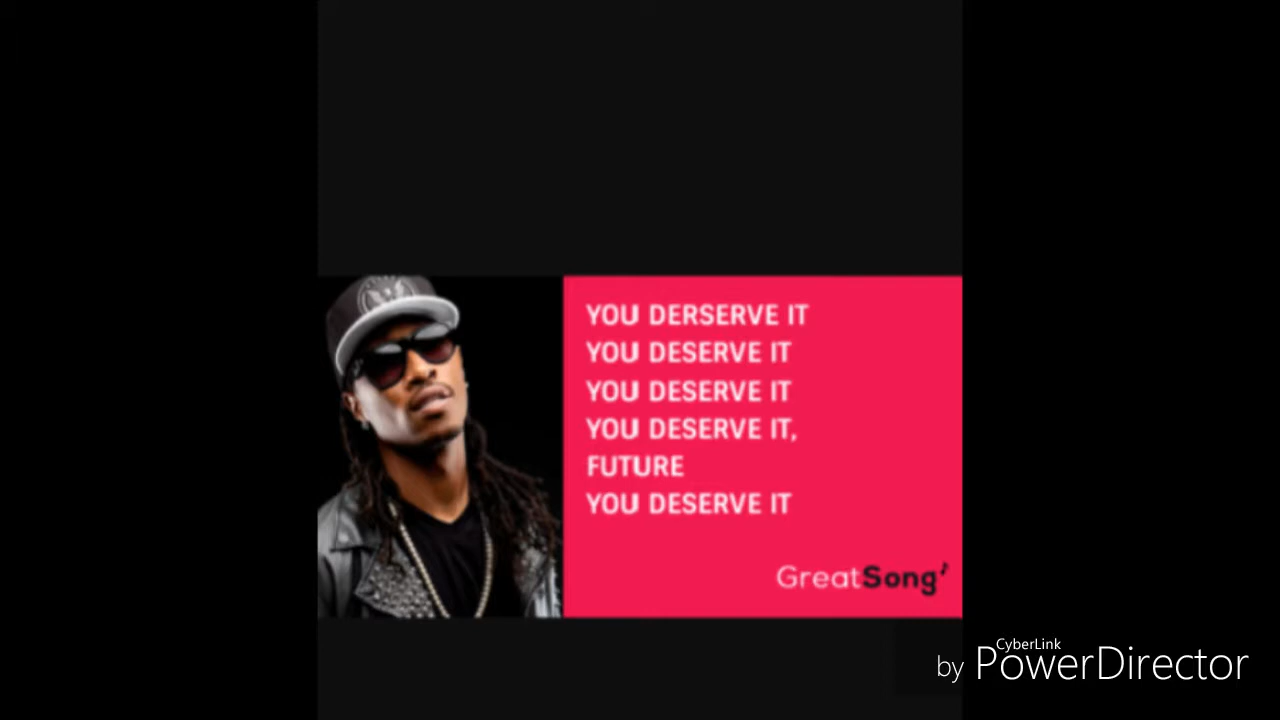 YOU DERSERVE IT
YOU DESERVE IT
YOU DESERVE IT
YOU DESERVE IT,
FUTURE
YOU DESERVE IT
GreatSong
CyberLink
by PowerDirector